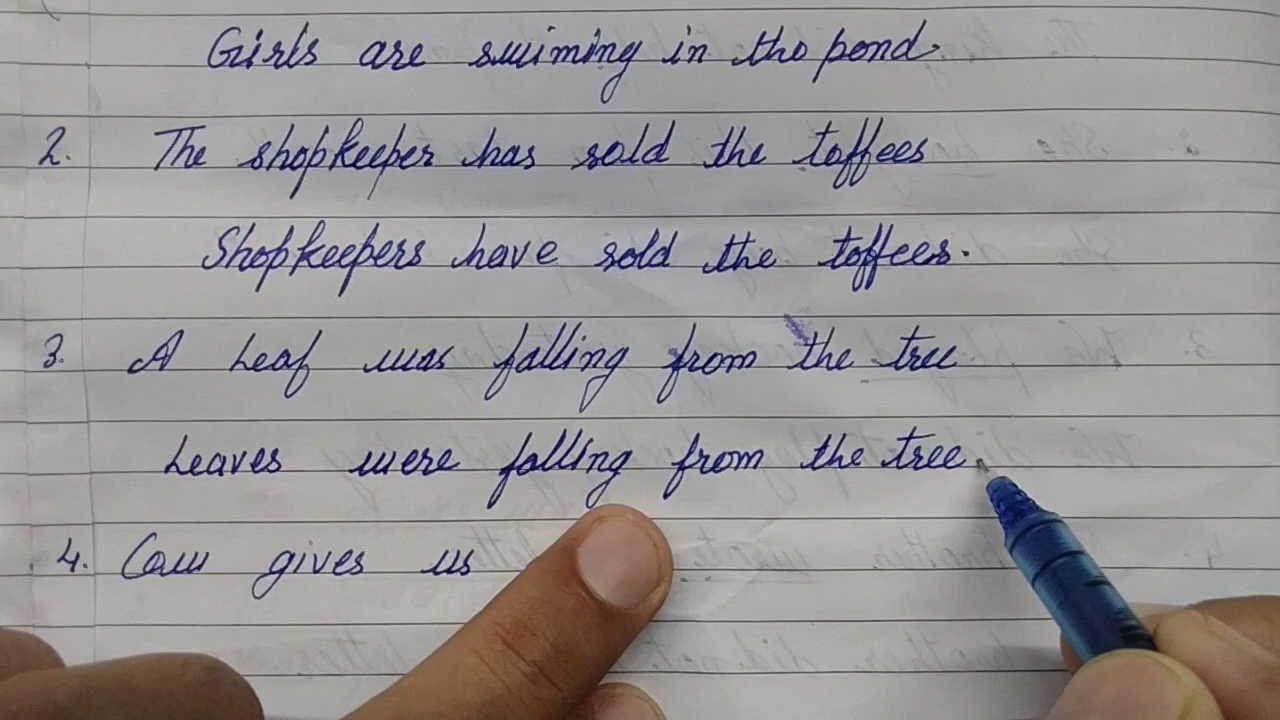 Girls are swiming in the pond.
2. The shopkeeper has sold the toffees
Shopkeepers have sold the toffees.
3. A Leaf was falling from the tree.
Leaves were falling from the tree.
4. Cow gives us